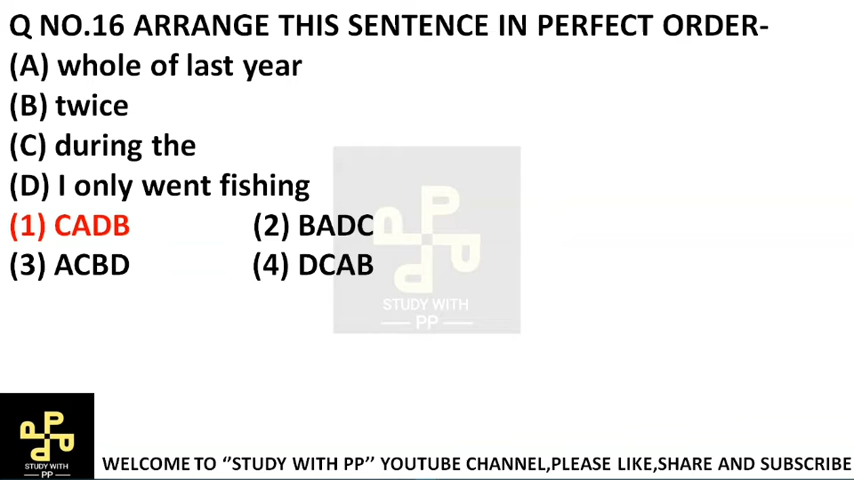 Q NO.16 ARRANGE THIS SENTENCE IN PERFECT ORDER-
(A) whole of last year
(B) twice
(C) during the
(D) I only went fishing
(1) CADB (2) BADC
(3) ACBD (4) DCAB
P P P P
STUDY WITH
PP
P P P P
STUDY WITH
PP
WELCOME TO ‘’STUDY WITH PP’’ YOUTUBE CHANNEL,PLEASE LIKE,SHARE AND SUBSCRIBE